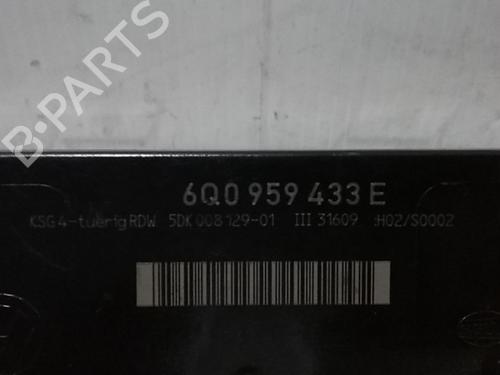 B-PARTS
6Q0 959 433 E
KSG 4-tuerig RDW 5DK 008 129-01 III 31609 :H02/S0002